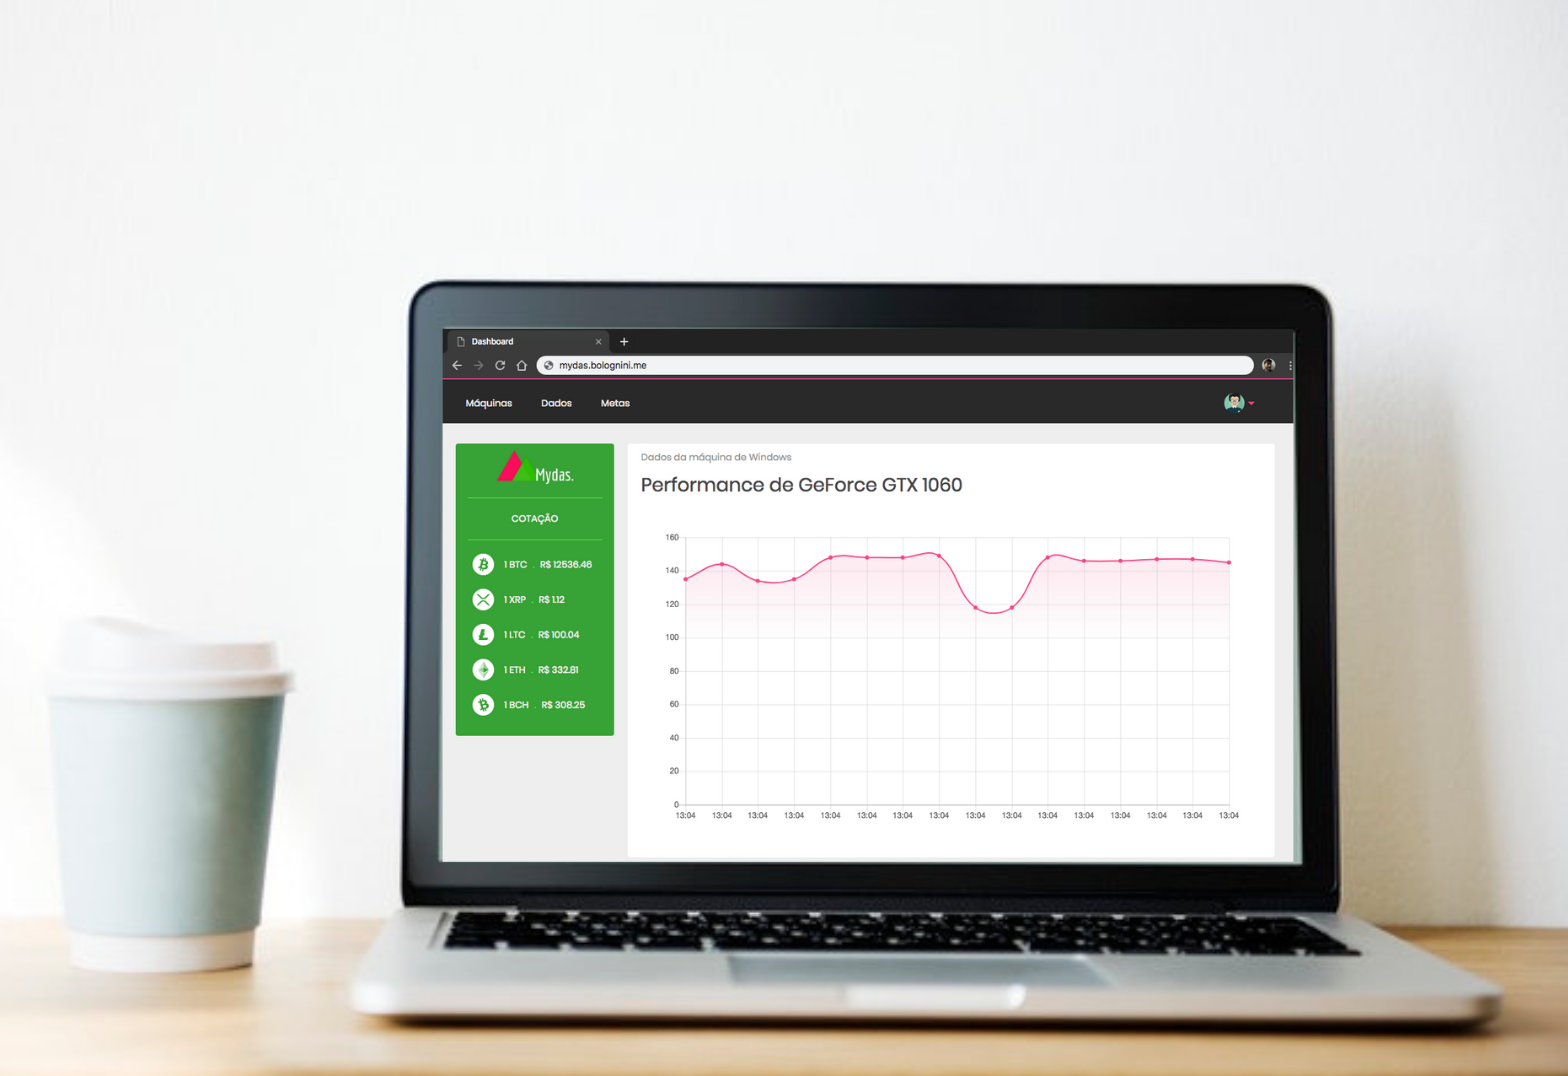 Dashboard
mydas.bolognini.me
Máquinas Dados Metas
Mydas.
COTAÇÃO
1 BTC . R$ 12536.46
1 XRP . R$ 1.12
1 LTC . R$ 100.04
1 ETH . R$ 332.81
1 BCH . R$ 308.25
Dados da máquina de Windows
Performance de GeForce GTX 1060
160
140
120
100
80
60
40
20
0
13:04 13:04 13:04 13:04 13:04 13:04 13:04 13:04 13:04 13:04 13:04 13:04 13:04 13:04 13:04 13:04